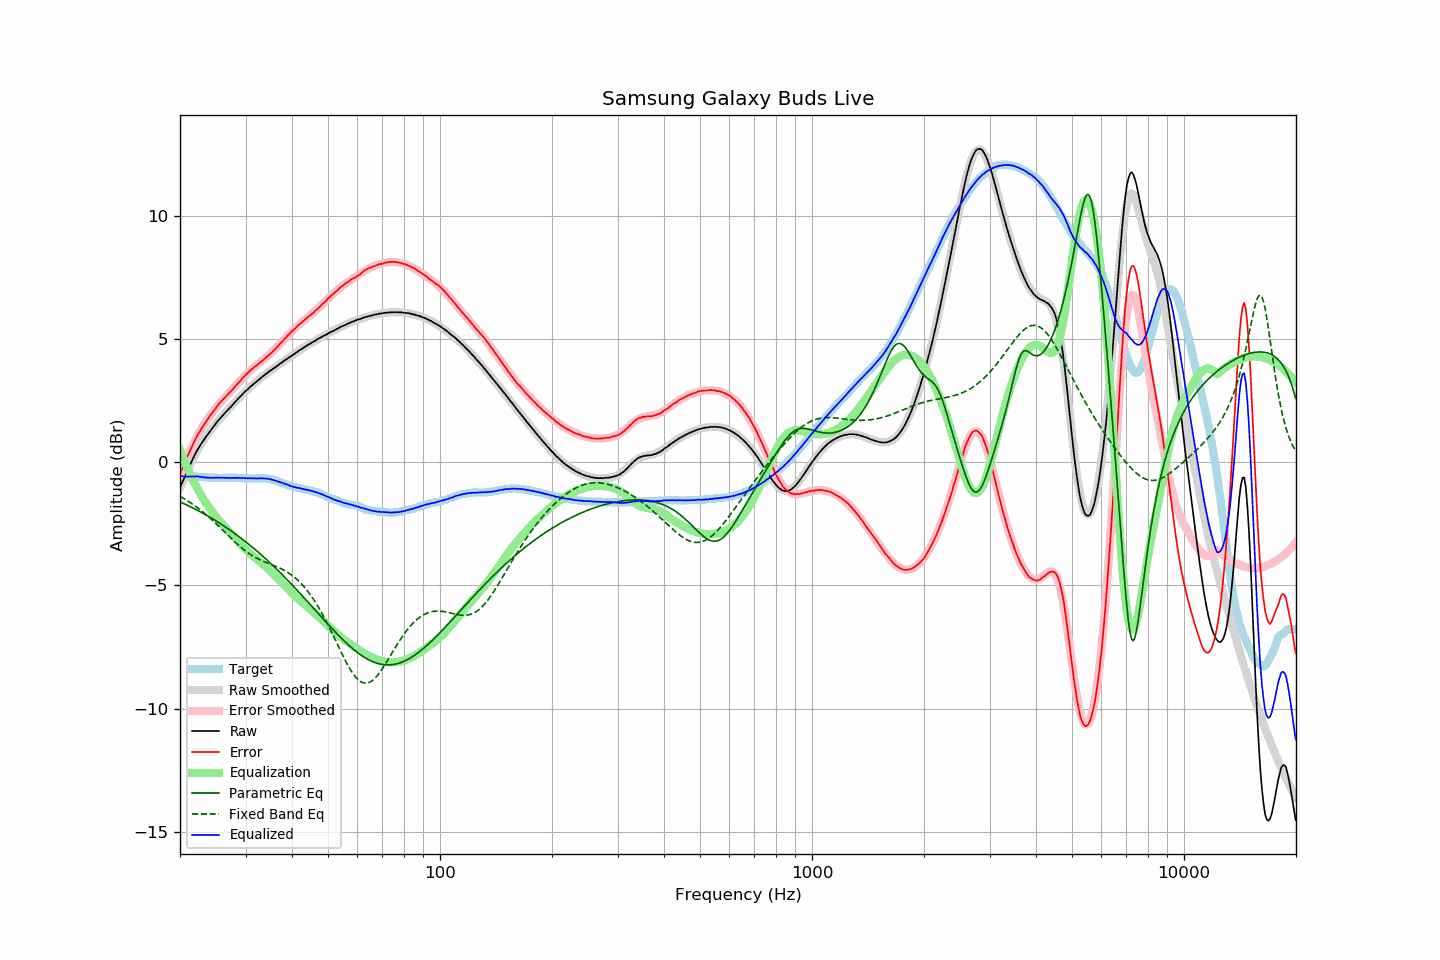 Samsung Galaxy Buds Live
Amplitude (dBr)
10
5
0
−5
−10
−15
Target
Raw Smoothed
Error Smoothed
Raw
Error
Equalization
Parametric Eq
Fixed Band Eq
Equalized
100 1000 10000
Frequency (Hz)